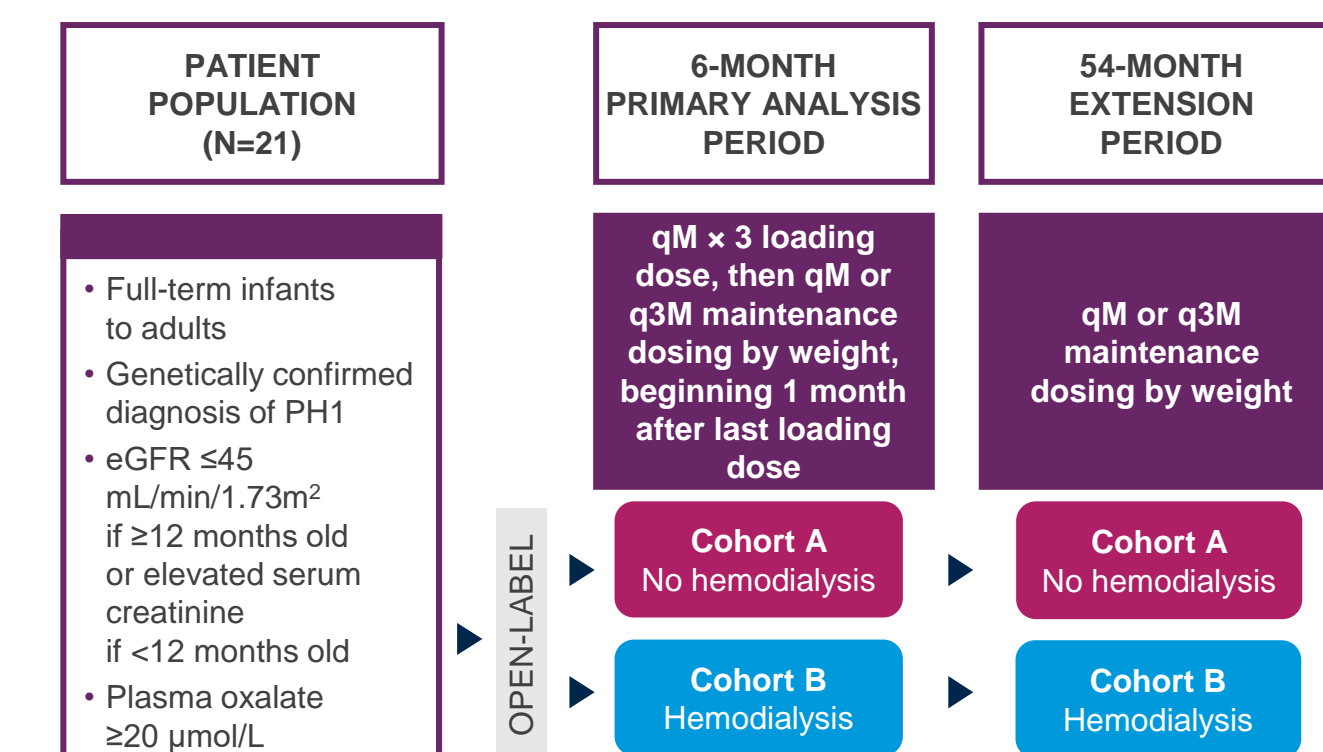 PATIENT
POPULATION
(N=21)
6-MONTH
PRIMARY ANALYSIS
PERIOD
54-MONTH
EXTENSION
PERIOD
• Full-term infants
to adults
• Genetically confirmed
diagnosis of PH1
• eGFR ≤45
mL/min/1.73m²
if ≥12 months old
or elevated serum
creatinine
if <12 months old
• Plasma oxalate
≥20 μmol/L
OPEN-LABEL
qM × 3 loading
dose, then qM or
q3M maintenance
dosing by weight,
beginning 1 month
after last loading
dose
qM or q3M
maintenance
dosing by weight
Cohort A
No hemodialysis
Cohort A
No hemodialysis
Cohort B
Hemodialysis
Cohort B
Hemodialysis